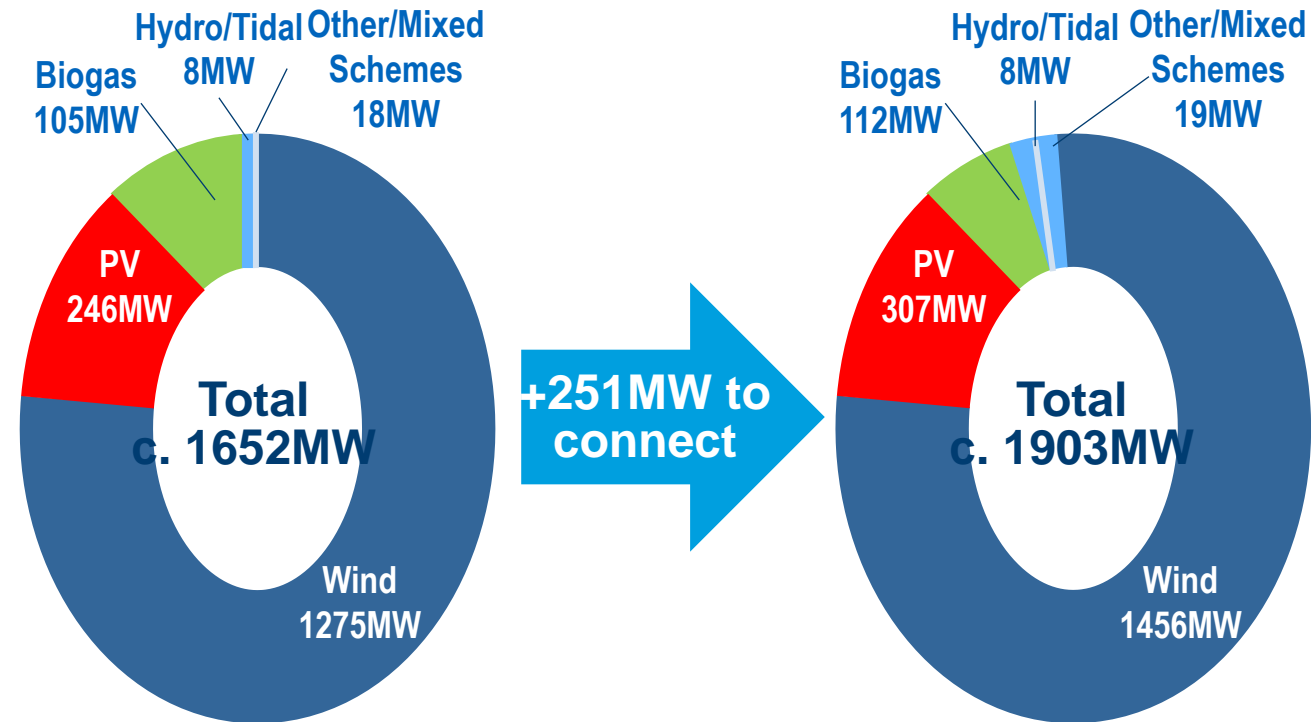 Hydro/Tidal
8MW
Other/Mixed
Schemes
18MW
Biogas
105MW
PV
246MW
Total
c. 1652MW
Wind
1275MW
+251MW to
connect
Hydro/Tidal
8MW
Other/Mixed
Schemes
19MW
Biogas
112MW
PV
307MW
Total
c. 1903MW
Wind
1456MW